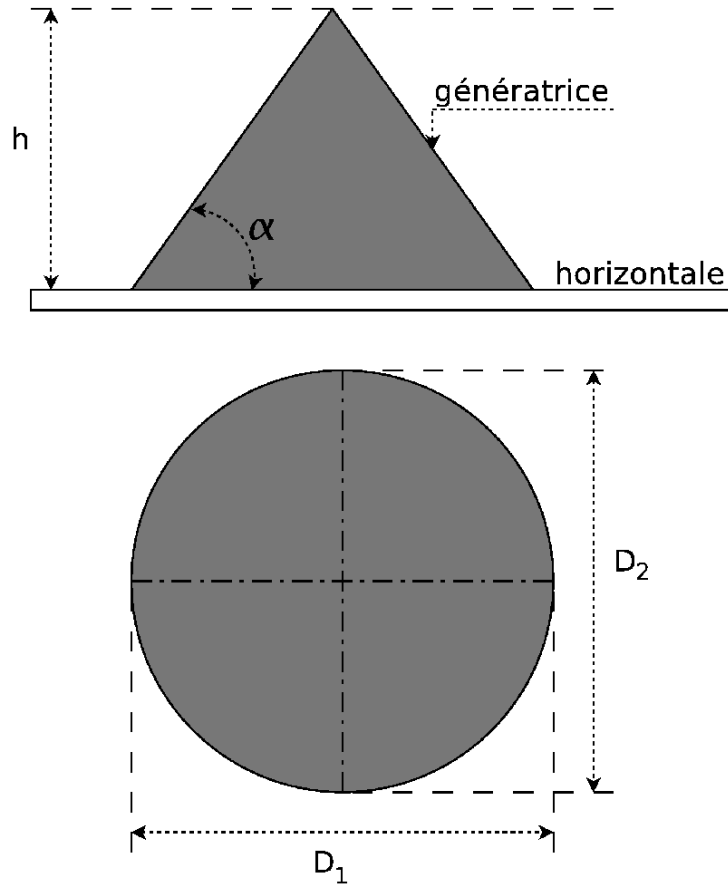 génératrice
h
α
horizontale
D₂
D₁